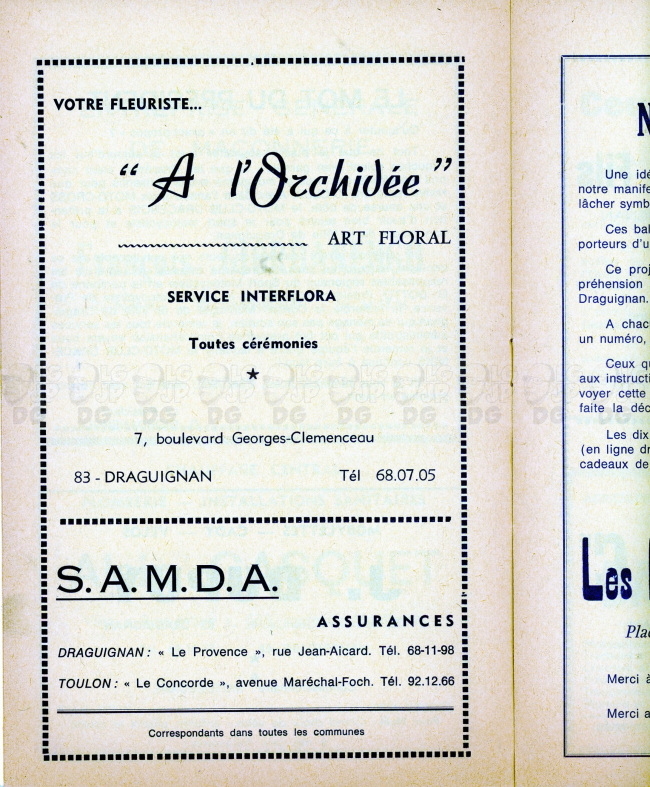 VOTRE FLEURISTE...
“ A l'Orchidée ”
ART FLORAL
SERVICE INTERFLORA
Toutes cérémonies
★
7, boulevard Georges-Clemenceau
83 - DRAGUIGNAN Tél 68.07.05
S.A.M.D.A.
ASSURANCES
DRAGUIGNAN : « Le Provence », rue Jean-Aicard. Tél. 68-11-98
TOULON : « Le Concorde », avenue Maréchal-Foch. Tél. 92.12.66
Correspondants dans toutes les communes
N
Une idé
notre manife
lâcher symb
Ces bal
porteurs d'u
Ce proj
préhension
Draguignan.
A chac
un numéro,
Ceux qu
aux instructi
voyer cette
faite la déc
Les dix
(en ligne dr
cadeaux de
Les
Plac
Merci à
Merci a